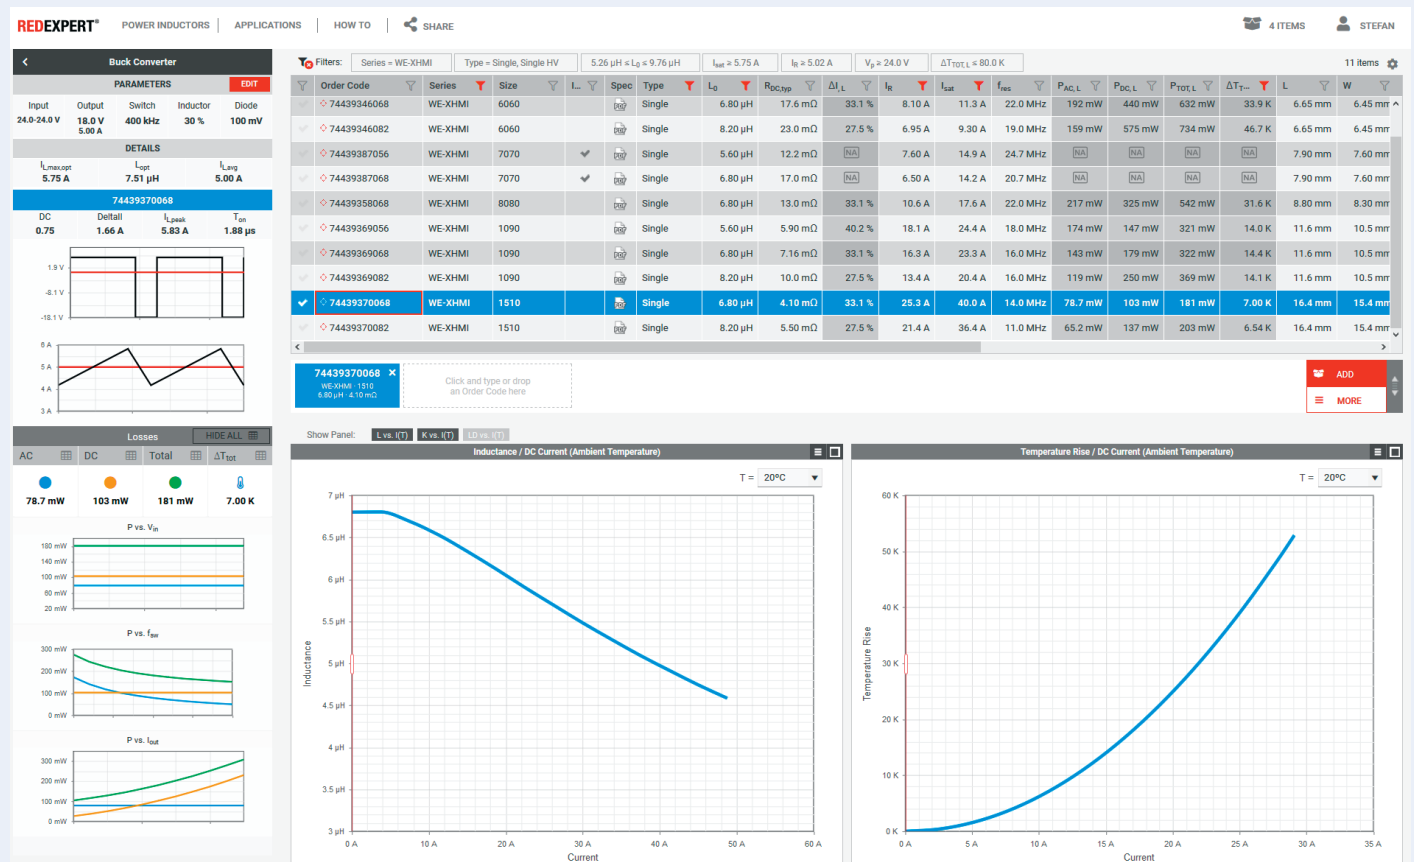 REDEXPERT® POWER INDUCTORS APPLICATIONS HOW TO SHARE 4 ITEMS STEFAN
Buck Converter
PARAMETERS EDIT
Input Output Switch Inductor Diode
24.0-24.0 V 18.0 V 400 kHz 30 % 100 mV
5.00 A
DETAILS
IL,max,opt Lopt IL,avg
5.75 A 7.51 µH 5.00 A
74439370068
DC DeltaIl IL,peak Ton
0.75 1.66 A 5.83 A 1.88 µs
1.9 V
-8.1 V
-18.1 V
6 A
5 A
4 A
3 A
Losses HIDE ALL
AC DC Total ΔTtot
78.7 mW 103 mW 181 mW 7.00 K
P vs. Vin
180 mW
140 mW
100 mW
60 mW
20 mW
P vs. fsw
300 mW
200 mW
100 mW
0 mW
P vs. Iout
300 mW
200 mW
100 mW
0 mW
Filters: Series = WE-XHMI Type = Single, Single HV 5.26 µH ≤ L0 ≤ 9.76 µH Isat ≥ 5.75 A IR ≥ 5.02 A Vp ≥ 24.0 V ΔTTOT, L ≤ 80.0 K 11 items
Order Code Series Size I... Spec Type L0 RDC,typ ΔI,L IR Isat fres PAC, L PDC, L PTOT, L ΔTT... L W
74439346068 WE-XHMI 6060 PDF Single 6.80 µH 17.6 mΩ 33.1 % 8.10 A 11.3 A 22.0 MHz 192 mW 440 mW 632 mW 33.9 K 6.65 mm 6.45 mm
74439346082 WE-XHMI 6060 PDF Single 8.20 µH 23.0 mΩ 27.5 % 6.95 A 9.30 A 19.0 MHz 159 mW 575 mW 734 mW 46.7 K 6.65 mm 6.45 mm
74439387056 WE-XHMI 7070 PDF Single 5.60 µH 12.2 mΩ NA 7.60 A 14.9 A 24.7 MHz NA NA NA NA 7.90 mm 7.60 mm
74439387068 WE-XHMI 7070 PDF Single 6.80 µH 17.0 mΩ NA 6.50 A 14.2 A 20.7 MHz NA NA NA NA 7.90 mm 7.60 mm
74439358068 WE-XHMI 8080 PDF Single 6.80 µH 13.0 mΩ 33.1 % 10.6 A 17.6 A 22.0 MHz 217 mW 325 mW 542 mW 31.6 K 8.80 mm 8.30 mm
74439369056 WE-XHMI 1090 PDF Single 5.60 µH 5.90 mΩ 40.2 % 18.1 A 24.4 A 18.0 MHz 174 mW 147 mW 321 mW 14.0 K 11.6 mm 10.5 mm
74439369068 WE-XHMI 1090 PDF Single 6.80 µH 7.16 mΩ 33.1 % 16.3 A 23.3 A 16.0 MHz 143 mW 179 mW 322 mW 14.4 K 11.6 mm 10.5 mm
74439369082 WE-XHMI 1090 PDF Single 8.20 µH 10.0 mΩ 27.5 % 13.4 A 20.4 A 16.0 MHz 119 mW 250 mW 369 mW 14.1 K 11.6 mm 10.5 mm
74439370068 WE-XHMI 1510 PDF Single 6.80 µH 4.10 mΩ 33.1 % 25.3 A 40.0 A 14.0 MHz 78.7 mW 103 mW 181 mW 7.00 K 16.4 mm 15.4 mm
74439370082 WE-XHMI 1510 PDF Single 8.20 µH 5.50 mΩ 27.5 % 21.4 A 36.4 A 11.0 MHz 65.2 mW 137 mW 203 mW 6.54 K 16.4 mm 15.4 mm
74439370068 ×
WE-XHMI · 1510
6.80 µH · 4.10 mΩ
Click and type or drop
an Order Code here
ADD
MORE
Show Panel: L vs. I(T) K vs. I(T) LD vs. I(T)
Inductance / DC Current (Ambient Temperature)
T = 20ºC
7 µH
6.5 µH
6 µH
5.5 µH
5 µH
4.5 µH
4 µH
3.5 µH
3 µH
Inductance
0 A 10 A 20 A 30 A 40 A 50 A 60 A
Current
Temperature Rise / DC Current (Ambient Temperature)
T = 20ºC
60 K
50 K
40 K
30 K
20 K
10 K
0 K
Temperature Rise
0 A 5 A 10 A 15 A 20 A 25 A 30 A 35 A
Current